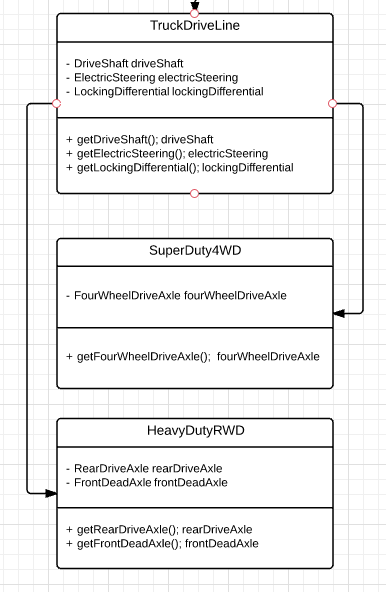 TruckDriveLine
- DriveShaft driveShaft
- ElectricSteering electricSteering
- LockingDifferential lockingDifferential
+ getDriveShaft(); driveShaft
+ getElectricSteering(); electricSteering
+ getLockingDifferential(); lockingDifferential
SuperDuty4WD
- FourWheelDriveAxle fourWheelDriveAxle
+ getFourWheelDriveAxle();  fourWheelDriveAxle
HeavyDutyRWD
- RearDriveAxle rearDriveAxle
- FrontDeadAxle frontDeadAxle
+ getRearDriveAxle(); rearDriveAxle
+ getFrontDeadAxle(); frontDeadAxle